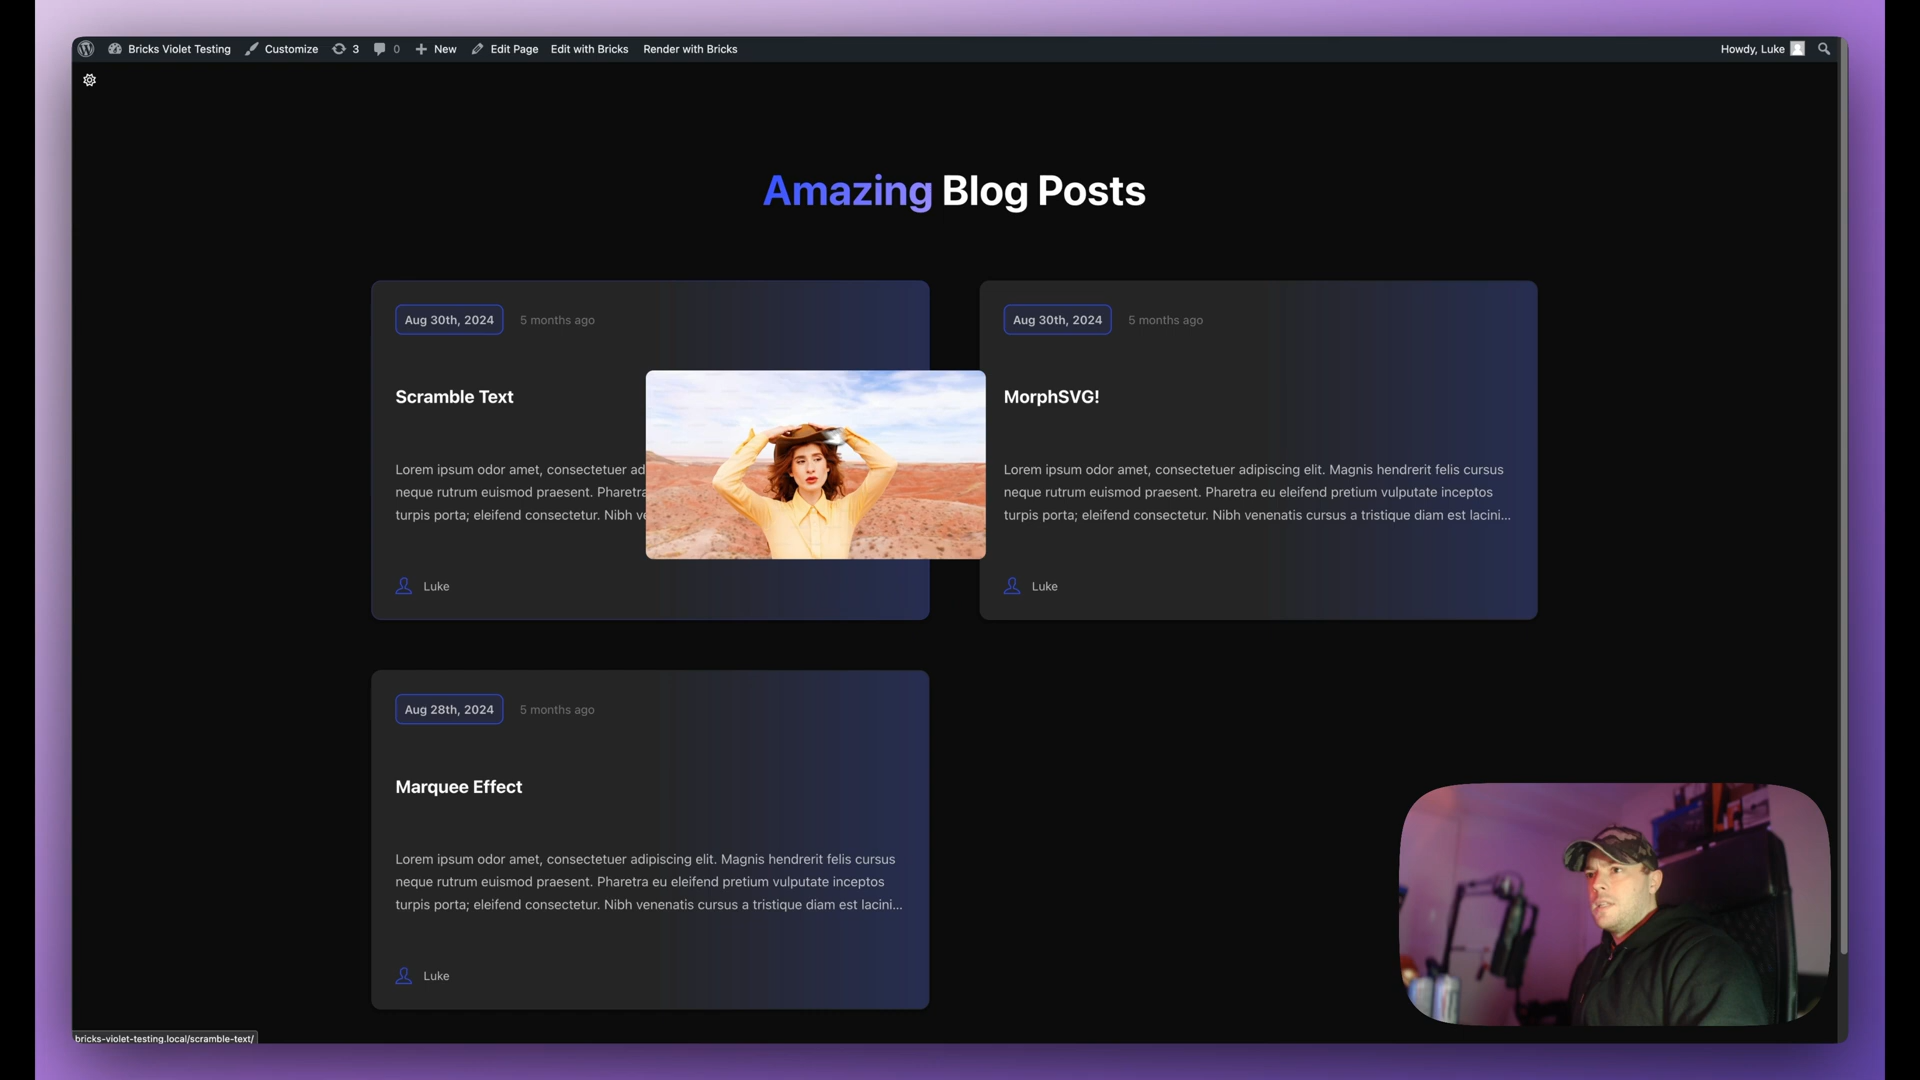 Bricks Violet Testing Customize 3 0 New Edit Page Edit with Bricks Render with Bricks Howdy, Luke
Amazing Blog Posts
Aug 30th, 2024 5 months ago
Scramble Text
Lorem ipsum odor amet, consectetuer ad
neque rutrum euismod praesent. Pharetra
turpis porta; eleifend consectetur. Nibh ve
Luke
Aug 30th, 2024 5 months ago
MorphSVG!
Lorem ipsum odor amet, consectetuer adipiscing elit. Magnis hendrerit felis cursus
neque rutrum euismod praesent. Pharetra eu eleifend pretium vulputate inceptos
turpis porta; eleifend consectetur. Nibh venenatis cursus a tristique diam est lacini...
Luke
Aug 28th, 2024 5 months ago
Marquee Effect
Lorem ipsum odor amet, consectetuer adipiscing elit. Magnis hendrerit felis cursus
neque rutrum euismod praesent. Pharetra eu eleifend pretium vulputate inceptos
turpis porta; eleifend consectetur. Nibh venenatis cursus a tristique diam est lacini...
Luke
bricks-violet-testing.local/scramble-text/